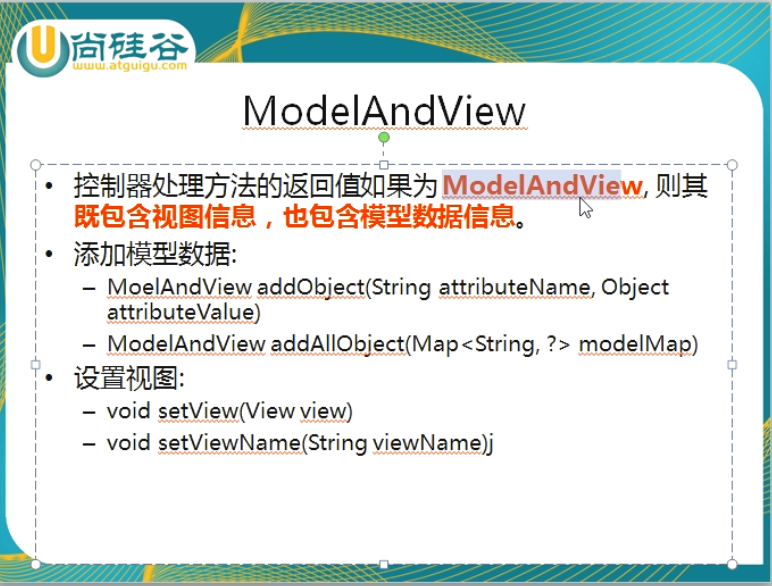 尚硅谷
www.atguigu.com
ModelAndView
• 控制器处理方法的返回值如果为 ModelAndView, 则其
既包含视图信息，也包含模型数据信息。
• 添加模型数据:
– MoelAndView addObject(String attributeName, Object
attributeValue)
– ModelAndView addAllObject(Map<String, ?> modelMap)
• 设置视图:
– void setView(View view)
– void setViewName(String viewName)j